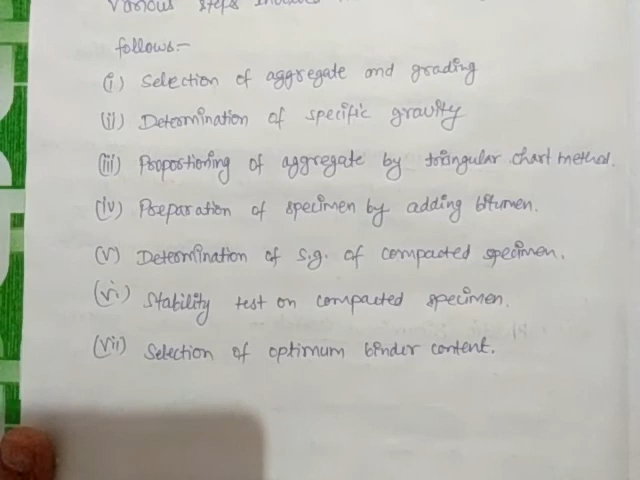 Various steps
follows:-
(i) Selection of aggregate and grading
(ii) Determination of specific gravity
(iii) Proportioning of aggregate by triangular chart method.
(iv) Preparation of specimen by adding bitumen.
(v) Determination of s.g. of compacted specimen.
(vi) Stability test on compacted specimen.
(vii) Selection of optimum binder content.